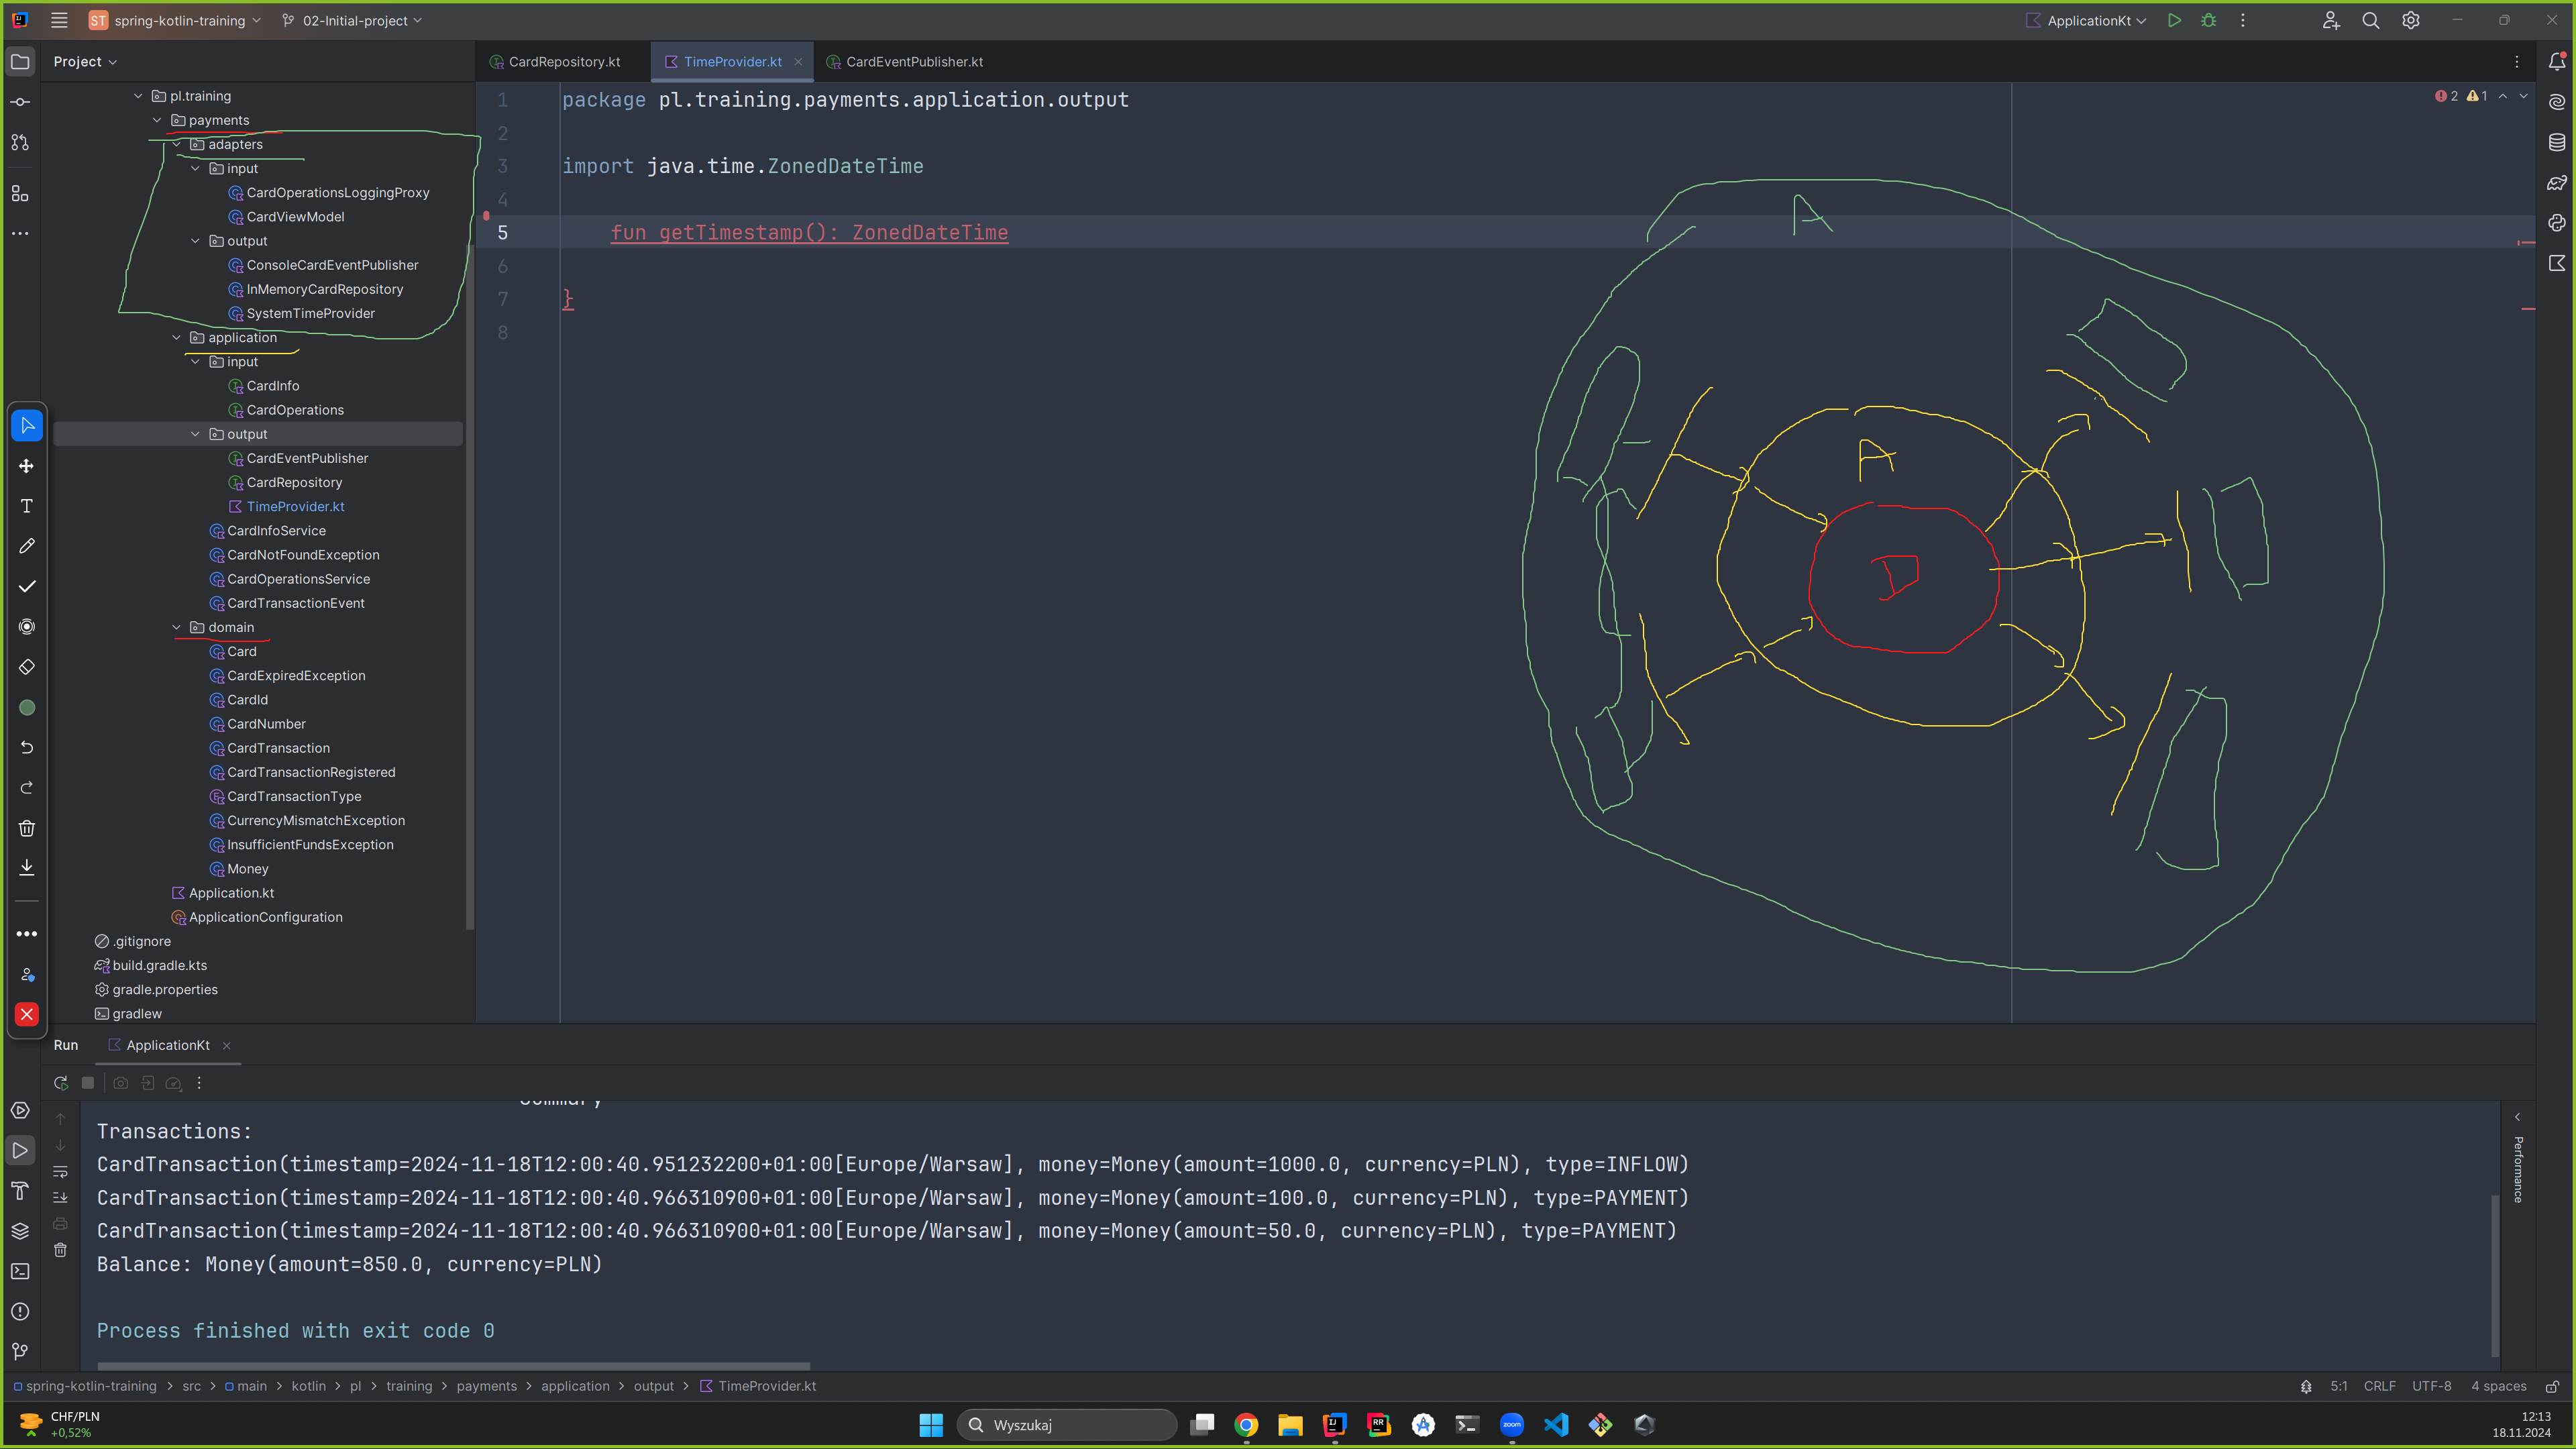 ST spring-kotlin-training 02-Initial-project ApplicationKt
Project
CardRepository.kt TimeProvider.kt CardEventPublisher.kt
pl.training
payments
adapters
input
CardOperationsLoggingProxy
CardViewModel
output
ConsoleCardEventPublisher
InMemoryCardRepository
SystemTimeProvider
application
input
CardInfo
CardOperations
output
CardEventPublisher
CardRepository
TimeProvider.kt
CardInfoService
CardNotFoundException
CardOperationsService
CardTransactionEvent
domain
Card
CardExpiredException
CardId
CardNumber
CardTransaction
CardTransactionRegistered
CardTransactionType
CurrencyMismatchException
InsufficientFundsException
Money
Application.kt
ApplicationConfiguration
.gitignore
build.gradle.kts
gradle.properties
gradlew
1 package pl.training.payments.application.output
2
3 import java.time.ZonedDateTime
4
5 fun getTimestamp(): ZonedDateTime
6
7 }
8
2 1
A
A
D
Run ApplicationKt
Summary
Transactions:
CardTransaction(timestamp=2024-11-18T12:00:40.951232200+01:00[Europe/Warsaw], money=Money(amount=1000.0, currency=PLN), type=INFLOW)
CardTransaction(timestamp=2024-11-18T12:00:40.966310900+01:00[Europe/Warsaw], money=Money(amount=100.0, currency=PLN), type=PAYMENT)
CardTransaction(timestamp=2024-11-18T12:00:40.966310900+01:00[Europe/Warsaw], money=Money(amount=50.0, currency=PLN), type=PAYMENT)
Balance: Money(amount=850.0, currency=PLN)
Process finished with exit code 0
Performance
spring-kotlin-training > src > main > kotlin > pl > training > payments > application > output > TimeProvider.kt
5:1 CRLF UTF-8 4 spaces
CHF/PLN
+0,52%
Wyszukaj
zoom
12:13
18.11.2024